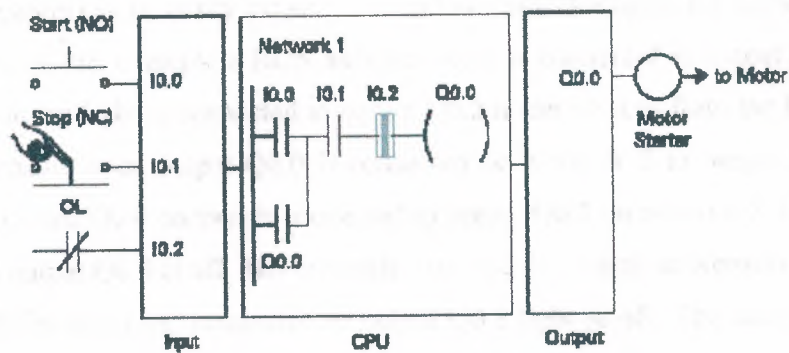 Start (NO)
I0.0
Stop (NC)
I0.1
OL
I0.2
Input
Network 1
I0.0 I0.1 I0.2 Q0.0
Q0.0
CPU
Q0.0
Output
to Motor
Motor
Starter